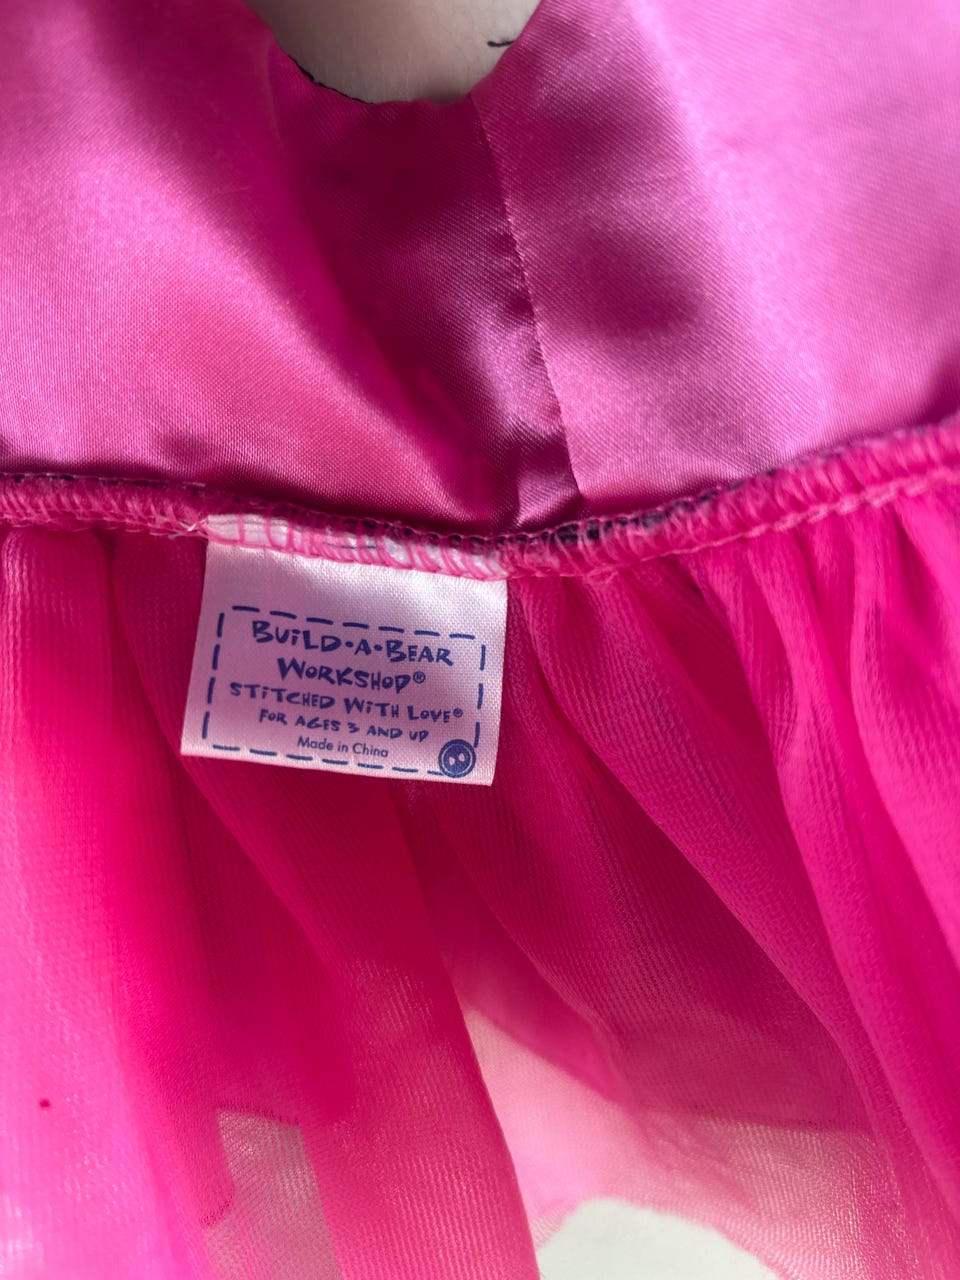 BUiLD•A•BEAR
WORKSHOP®
STiTCHED WiTH LOVE®
FOR AGES 3 AND UP
Made in China